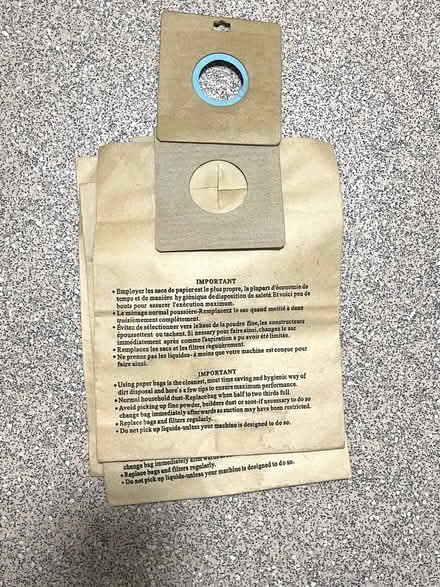 IMPORTANT
• Employez les sacs de papier est le plus propre, la plupart d'économie de
temps et de manière hygiénique de disposition de saleté. Et voici peu de
bouts pour assurer l'exécution maximum.
• Le monage normal poussière-Remplacent le sac quand moitié à deux
troisièmement complètement.
• Évitez de sélectionner vers le haut de la poudre fine, les constructeurs
époussettent ou tachent. Si nessary pour faire ainsi, changez le sac
immédiatement après comme l'aspiration a pu avoir été limitée.
• Remplacez les sacs et les filtres régulièrement.
• Ne prenez pas les liquides-à moins que votre machine est conçue pour
faire ainsi.
IMPORTANT
• Using paper bags is the cleanest, most time saving and hygienic way of
dirt disposal and here's a few tips to ensure maximum performance.
• Normal household dust-Replace bag when half to two thirds full.
• Avoid picking up fine powder, builders dust or soot-if necessary to do so
change bag immediately afterwards as suction may have been restricted.
• Replace bags and filters regularly.
• Do not pick up liquids-unless your machine is designed to do so.
change bag immediately
• Replace bags and filters regularly.
• Do not pick up liquids-unless your machine is designed to do so.